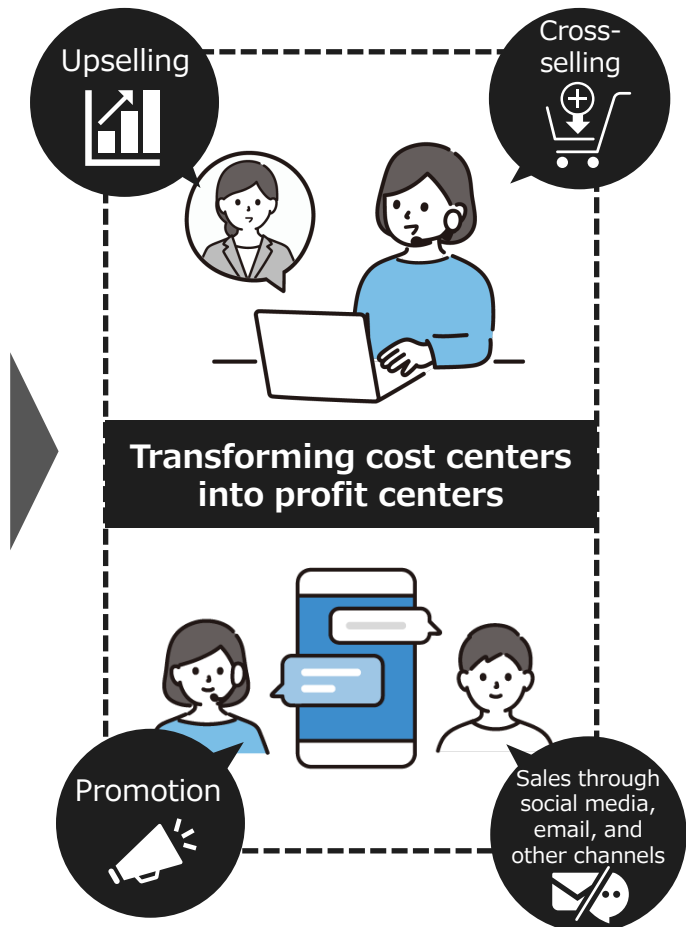 Upselling
Cross-
selling
Transforming cost centers
into profit centers
Promotion
Sales through
social media,
email, and
other channels